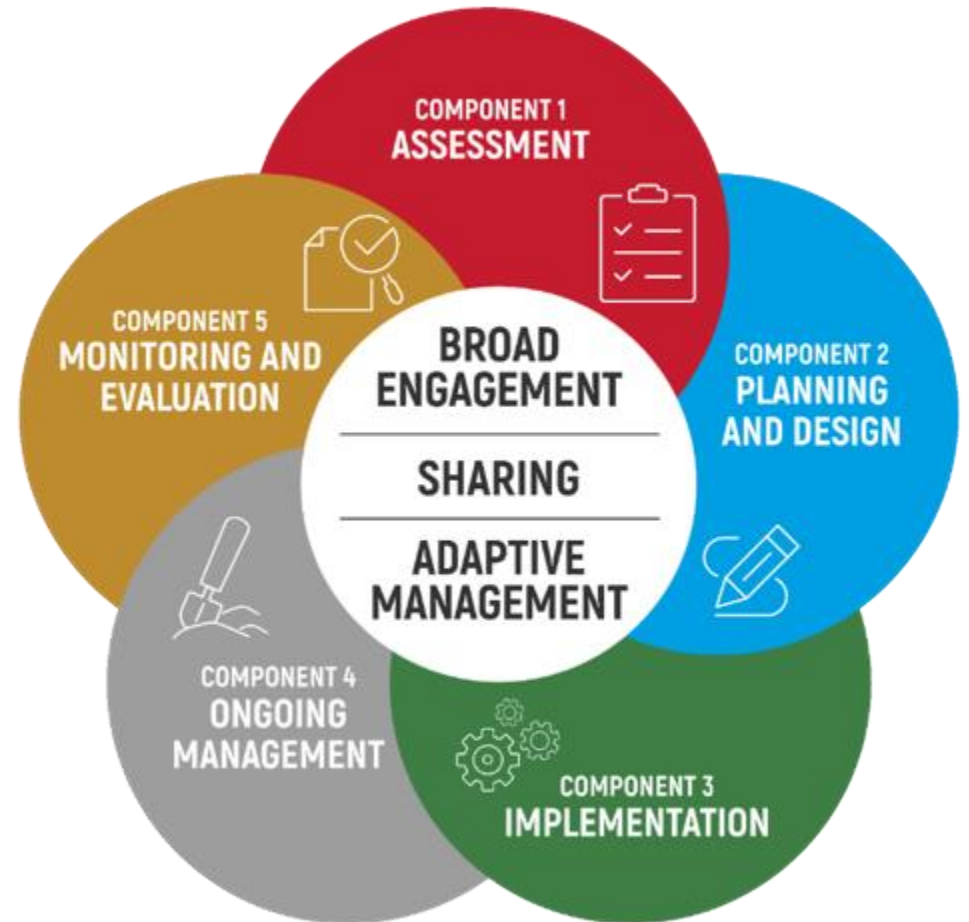 COMPONENT 1
ASSESSMENT
COMPONENT 2
PLANNING
AND DESIGN
COMPONENT 3
IMPLEMENTATION
COMPONENT 4
ONGOING
MANAGEMENT
COMPONENT 5
MONITORING AND
EVALUATION
BROAD
ENGAGEMENT
SHARING
ADAPTIVE
MANAGEMENT